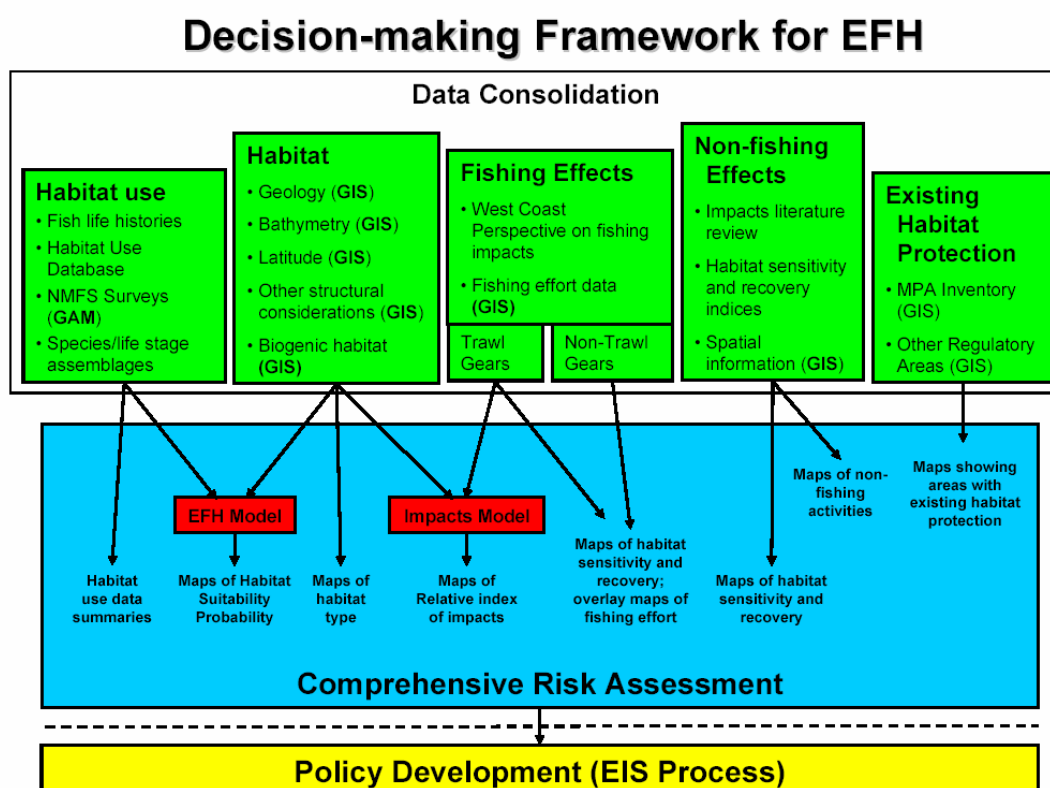 Decision-making Framework for EFH
Data Consolidation
Habitat use
• Fish life histories
• Habitat Use
Database
• NMFS Surveys
(GAM)
• Species/life stage
assemblages
Habitat
• Geology (GIS)
• Bathymetry (GIS)
• Latitude (GIS)
• Other structural
considerations (GIS)
• Biogenic habitat
(GIS)
Fishing Effects
• West Coast
Perspective on fishing
impacts
• Fishing effort data
(GIS)
Trawl
Gears
Non-Trawl
Gears
Non-fishing
Effects
• Impacts literature
review
• Habitat sensitivity
and recovery
indices
• Spatial
information (GIS)
Existing
Habitat
Protection
• MPA Inventory
(GIS)
• Other Regulatory
Areas (GIS)
EFH Model
Impacts Model
Habitat
use data
summaries
Maps of Habitat
Suitability
Probability
Maps of
habitat
type
Maps of
Relative index
of impacts
Maps of habitat
sensitivity and
recovery;
overlay maps of
fishing effort
Maps of habitat
sensitivity and
recovery
Maps of non-
fishing
activities
Maps showing
areas with
existing habitat
protection
Comprehensive Risk Assessment
Policy Development (EIS Process)